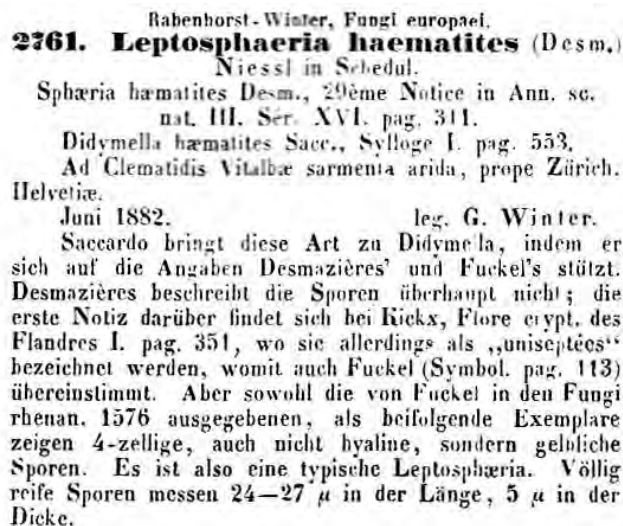 Rabenhorst-Winter, Fungi europaei.
2761. Leptosphaeria haematites (Desm.)
Niessl in Schedul.
Sphæria hæmatites Desm., 29ème Notice in Ann. sc.
nat. III. Sér. XVI. pag. 311.
Didymella hæmatites Sacc., Sylloge I. pag. 553.
Ad Clematidis Vitalbæ sarmenta arida, prope Zürich.
Helvetiæ.
Juni 1882. leg. G. Winter.
Saccardo bringt diese Art zu Didymella, indem er
sich auf die Angaben Desmazières' und Fuckel's stützt.
Desmazières beschreibt die Sporen überhaupt nicht; die
erste Notiz darüber findet sich bei Kickx, Flore crypt. des
Flandres I. pag. 351, wo sie allerdings als „uniseptées“
bezeichnet werden, womit auch Fuckel (Symbol. pag. 113)
übereinstimmt. Aber sowohl die von Fuckel in den Fungi
rhenan. 1576 ausgegebenen, als beifolgende Exemplare
zeigen 4-zellige, auch nicht hyaline, sondern gelbliche
Sporen. Es ist also eine typische Leptosphæria. Völlig
reife Sporen messen 24—27 µ in der Länge, 5 µ in der
Dicke.